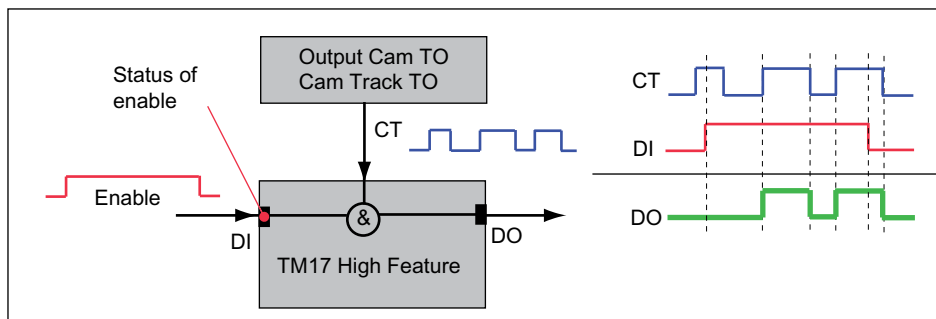 Output Cam TO
Cam Track TO
Status of
enable
CT
Enable
DI
&
DO
TM17 High Feature
CT
DI
DO